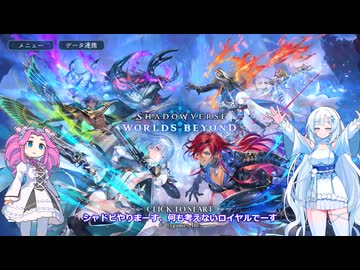 メニュー
データ連携
SHADOWVERSE
WORLDS BEYOND
CLICK TO START
シャドビやりまーす、何も考えないロイヤルでーす